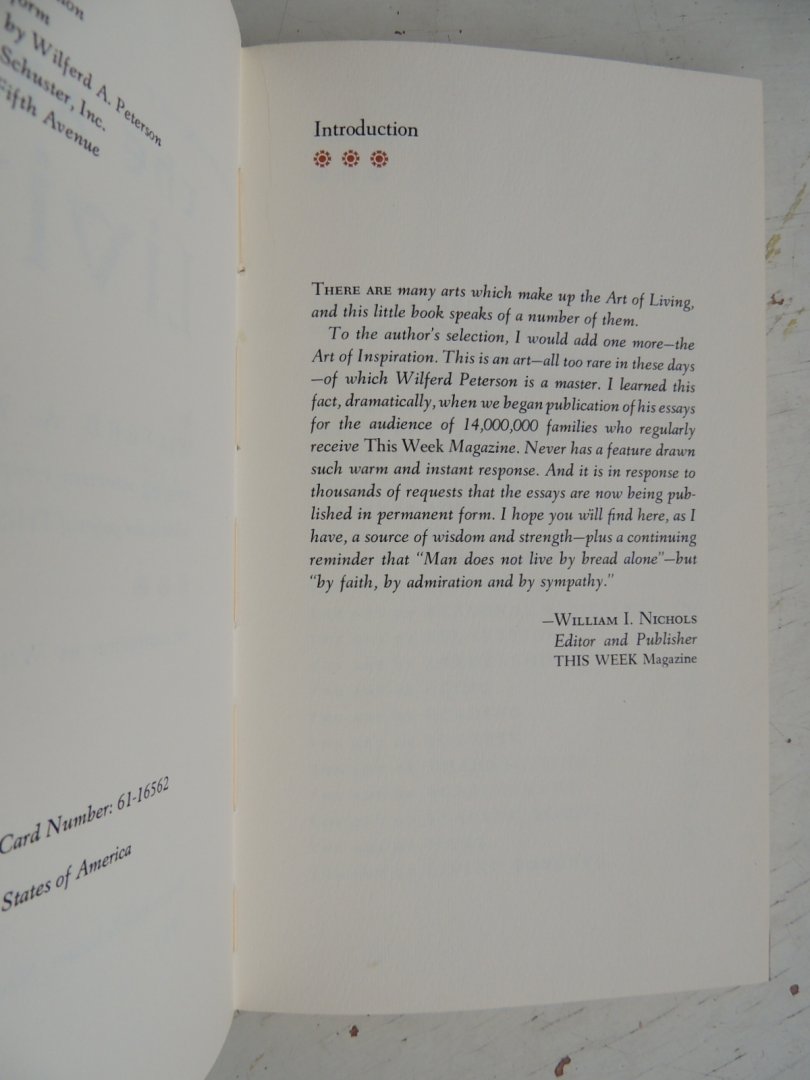 form
by Wilferd A. Peterson
Schuster, Inc.
Fifth Avenue
Card Number: 61-16562
States of America
Introduction
THERE ARE many arts which make up the Art of Living,
and this little book speaks of a number of them.
To the author's selection, I would add one more—the
Art of Inspiration. This is an art—all too rare in these days
—of which Wilferd Peterson is a master. I learned this
fact, dramatically, when we began publication of his essays
for the audience of 14,000,000 families who regularly
receive This Week Magazine. Never has a feature drawn
such warm and instant response. And it is in response to
thousands of requests that the essays are now being pub-
lished in permanent form. I hope you will find here, as I
have, a source of wisdom and strength—plus a continuing
reminder that "Man does not live by bread alone"—but
"by faith, by admiration and by sympathy."
—WILLIAM I. NICHOLS
Editor and Publisher
THIS WEEK Magazine